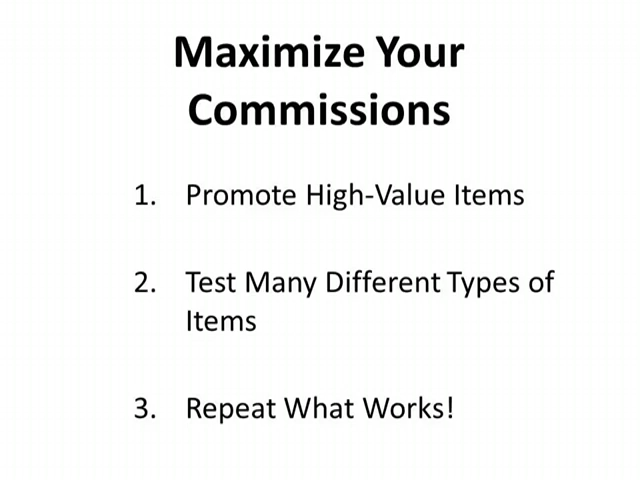 Maximize Your
Commissions
1. Promote High-Value Items
2. Test Many Different Types of
Items
3. Repeat What Works!